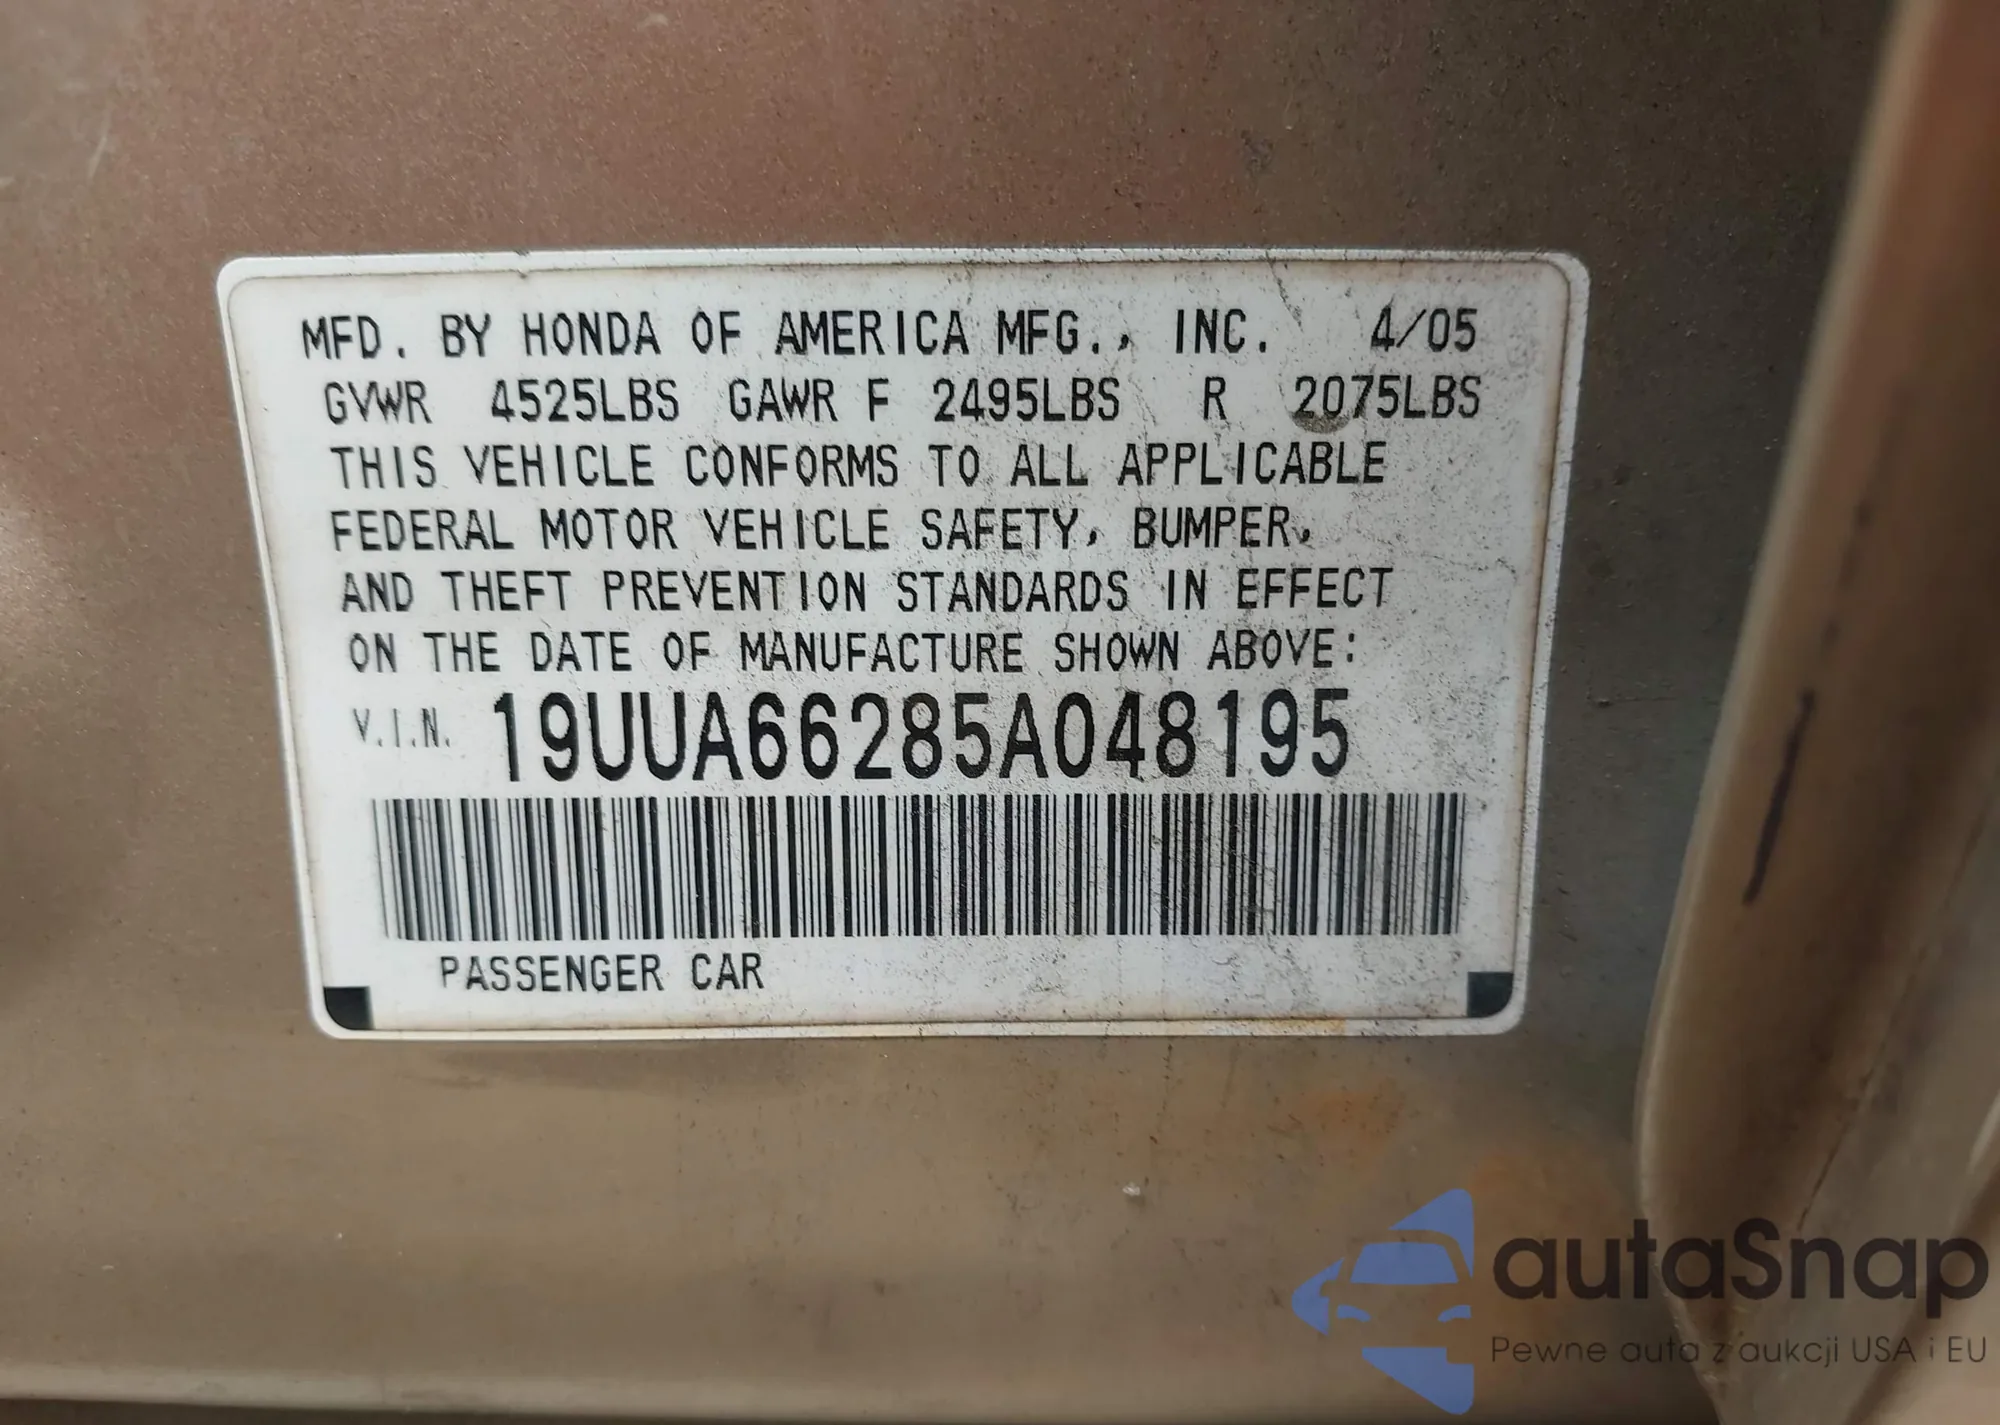 MFD. BY HONDA OF AMERICA MFG., INC. 4/05
GVWR 4525LBS GAWR F 2495LBS R 2075LBS
THIS VEHICLE CONFORMS TO ALL APPLICABLE
FEDERAL MOTOR VEHICLE SAFETY, BUMPER,
AND THEFT PREVENTION STANDARDS IN EFFECT
ON THE DATE OF MANUFACTURE SHOWN ABOVE:
V.I.N. 19UUA66285A048195
PASSENGER CAR
autaSnap
Pewne auta z aukcji USA i EU